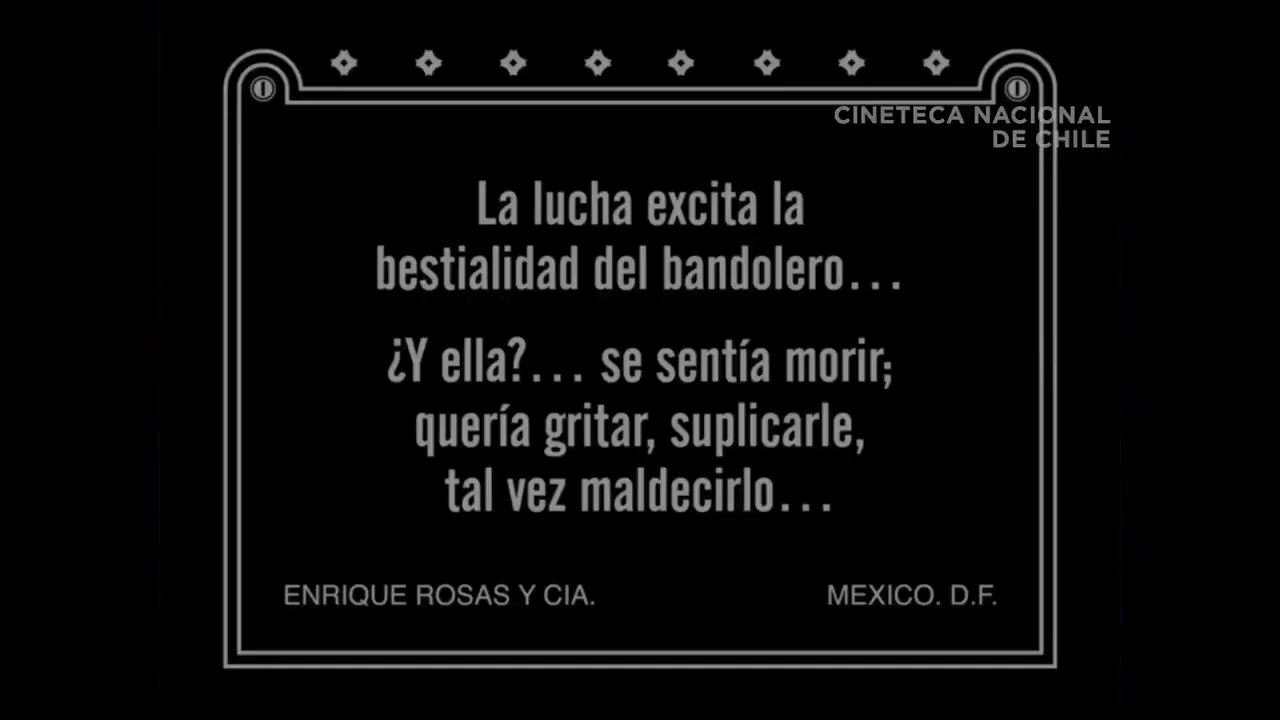 CINETECA NACIONAL
DE CHILE
La lucha excita la
bestialidad del bandolero...
¿Y ella?... se sentía morir;
quería gritar, suplicarle,
tal vez maldecirlo...
ENRIQUE ROSAS Y CIA.
MEXICO. D.F.